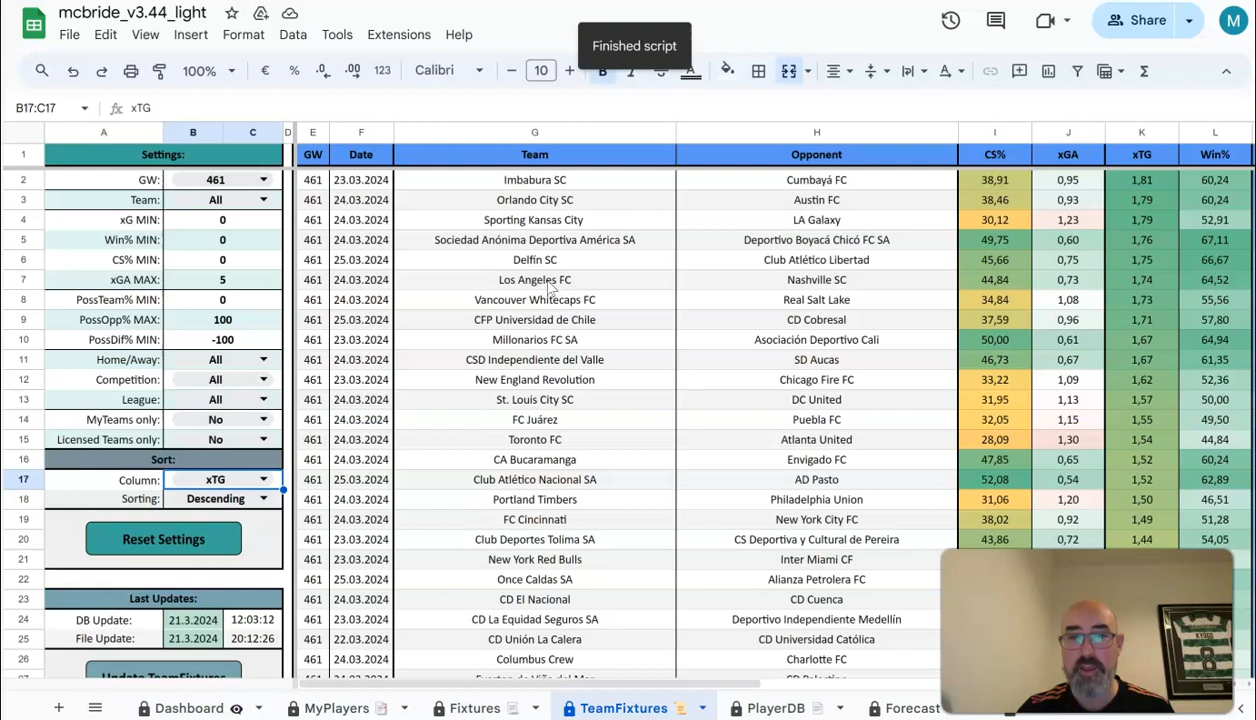 mcbride_v3.44_light
File Edit View Insert Format Data Tools Extensions Help
Finished script
Share
M
100% € % .0 .00 123 Calibri 10 B I A Σ
B17:C17 fx xTG
A B C D E F G H I J K L
1 Settings: GW Date Team Opponent CS% xGA xTG Win%
2 GW: 461 461 23.03.2024 Imbabura SC Cumbayá FC 38,91 0,95 1,81 60,24
3 Team: All 461 24.03.2024 Orlando City SC Austin FC 38,46 0,93 1,79 60,24
4 xG MIN: 0 461 24.03.2024 Sporting Kansas City LA Galaxy 30,12 1,23 1,79 52,91
5 Win% MIN: 0 461 24.03.2024 Sociedad Anónima Deportiva América SA Deportivo Boyacá Chicó FC SA 49,75 0,60 1,76 67,11
6 CS% MIN: 0 461 25.03.2024 Delfín SC Club Atlético Libertad 45,66 0,75 1,75 66,67
7 xGA MAX: 5 461 24.03.2024 Los Angeles FC Nashville SC 44,84 0,73 1,74 64,52
8 PossTeam% MIN: 0 461 24.03.2024 Vancouver Whitecaps FC Real Salt Lake 34,84 1,08 1,73 55,56
9 PossOpp% MAX: 100 461 25.03.2024 CFP Universidad de Chile CD Cobresal 37,59 0,96 1,71 57,80
10 PossDif% MIN: -100 461 23.03.2024 Millonarios FC SA Asociación Deportivo Cali 50,00 0,61 1,67 64,94
11 Home/Away: All 461 24.03.2024 CSD Independiente del Valle SD Aucas 46,73 0,67 1,67 61,35
12 Competition: All 461 23.03.2024 New England Revolution Chicago Fire FC 33,22 1,09 1,62 52,36
13 League: All 461 24.03.2024 St. Louis City SC DC United 31,95 1,13 1,57 50,00
14 MyTeams only: No 461 24.03.2024 FC Juárez Puebla FC 32,05 1,15 1,55 49,50
15 Licensed Teams only: No 461 24.03.2024 Toronto FC Atlanta United 28,09 1,30 1,54 44,84
16 Sort: 461 24.03.2024 CA Bucaramanga Envigado FC 47,85 0,65 1,52 60,24
17 Column: xTG 461 25.03.2024 Club Atlético Nacional SA AD Pasto 52,08 0,54 1,52 62,89
18 Sorting: Descending 461 24.03.2024 Portland Timbers Philadelphia Union 31,06 1,20 1,50 46,51
19 461 24.03.2024 FC Cincinnati New York City FC 38,02 0,92 1,49 51,28
20 Reset Settings 461 24.03.2024 Club Deportes Tolima SA CS Deportiva y Cultural de Pereira 43,86 0,72 1,44 54,05
21 461 23.03.2024 New York Red Bulls Inter Miami CF
22 461 25.03.2024 Once Caldas SA Alianza Petrolera FC
23 Last Updates: 461 24.03.2024 CD El Nacional CD Cuenca
24 DB Update: 21.3.2024 12:03:12 461 23.03.2024 CD La Equidad Seguros SA Deportivo Independiente Medellín
25 File Update: 21.3.2024 20:12:26 461 22.03.2024 CD Unión La Calera CD Universidad Católica
26 461 24.03.2024 Columbus Crew Charlotte FC
Update TeamFixtures
KYOGO
8
Dashboard MyPlayers Fixtures TeamFixtures PlayerDB Forecast